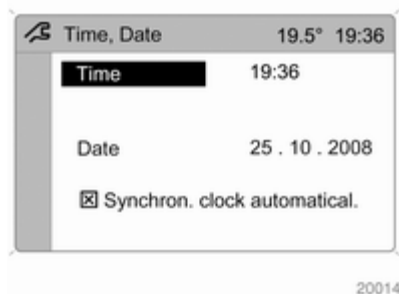 Time, Date 19.5° 19:36
Time 19:36
Date 25 . 10 . 2008
Synchron. clock automatical.
20014